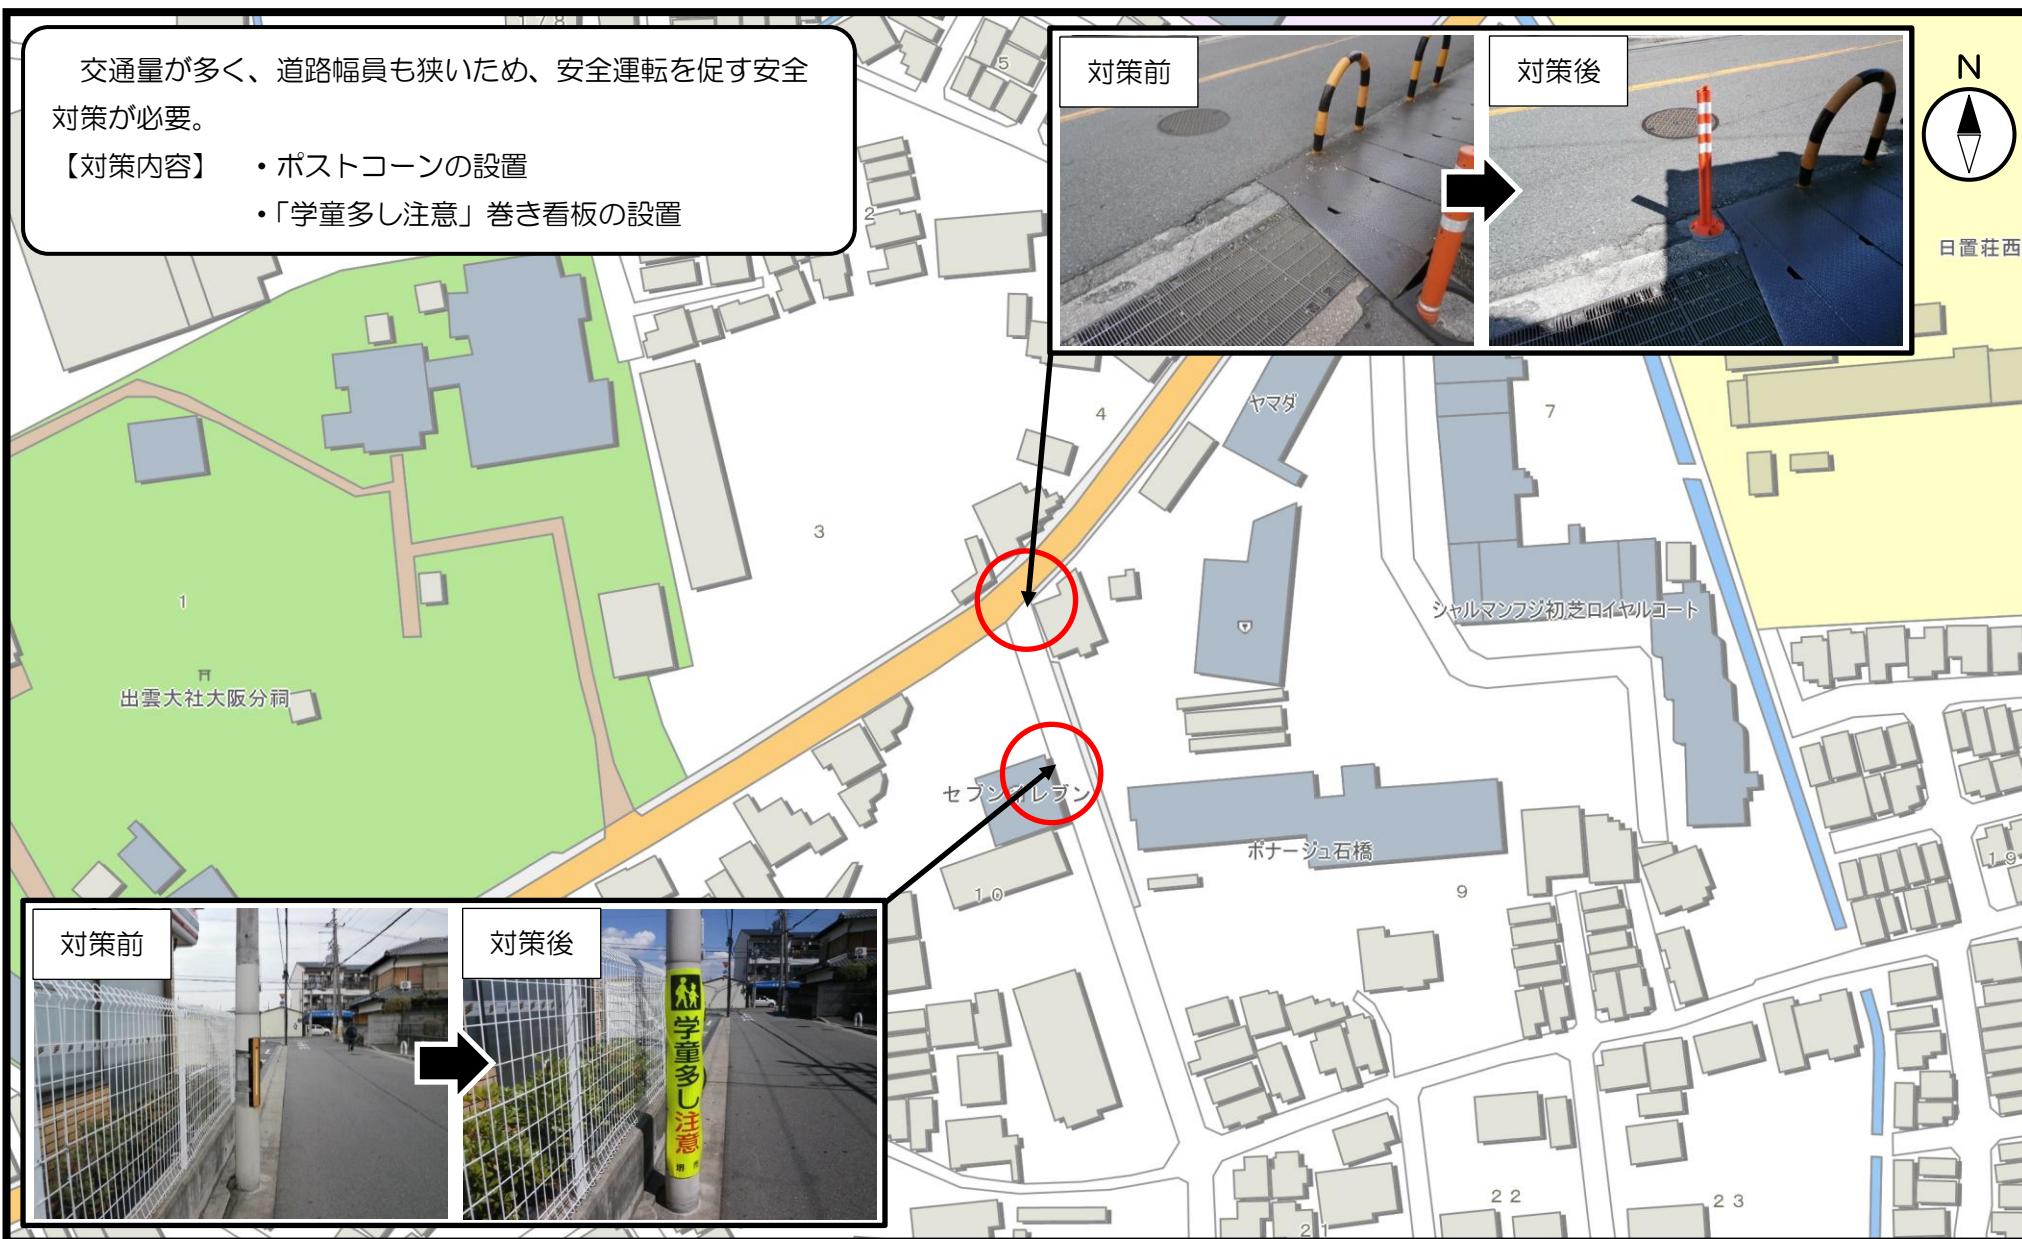 交通量が多く、道路幅員も狭いため、安全運転を促す安全
対策が必要。
【対策内容】 ・ポストコーンの設置
・「学童多し注意」巻き看板の設置
対策前
対策後
N
日置荘西
5
2
4
ヤマダ
7
3
1
出雲大社大阪分祠
シャルマンフジ初芝ロイヤルコート
セブンイレブン
ボナージュ石橋
10
9
19
対策前
対策後
学童多し注意
堺市
22
23
21